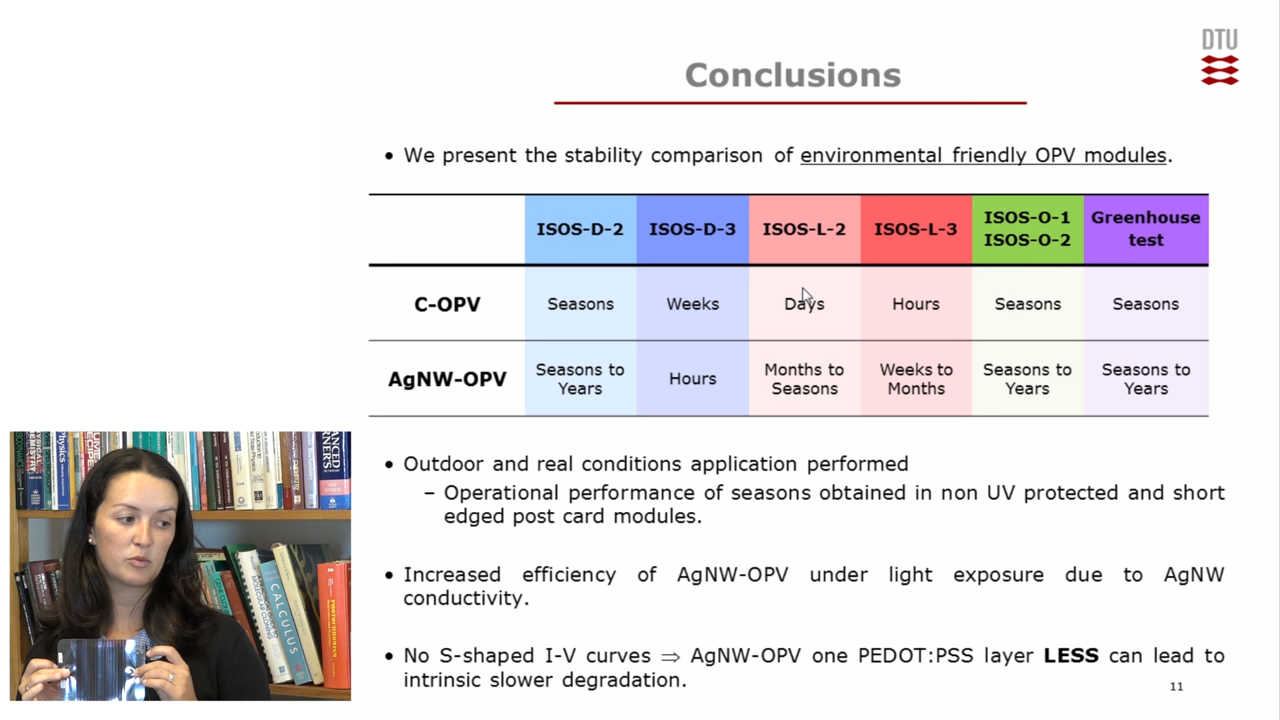 DTU
Conclusions
• We present the stability comparison of environmental friendly OPV modules.
ISOS-D-2 ISOS-D-3 ISOS-L-2 ISOS-L-3 ISOS-O-1 ISOS-O-2 Greenhouse test
C-OPV Seasons Weeks Days Hours Seasons Seasons
AgNW-OPV Seasons to Years Hours Months to Seasons Weeks to Months Seasons to Years Seasons to Years
• Outdoor and real conditions application performed
– Operational performance of seasons obtained in non UV protected and short
edged post card modules.
• Increased efficiency of AgNW-OPV under light exposure due to AgNW
conductivity.
• No S-shaped I-V curves ⇒ AgNW-OPV one PEDOT:PSS layer LESS can lead to
intrinsic slower degradation.
11
Physics
CALCULUS
PHOTOCHROMISM